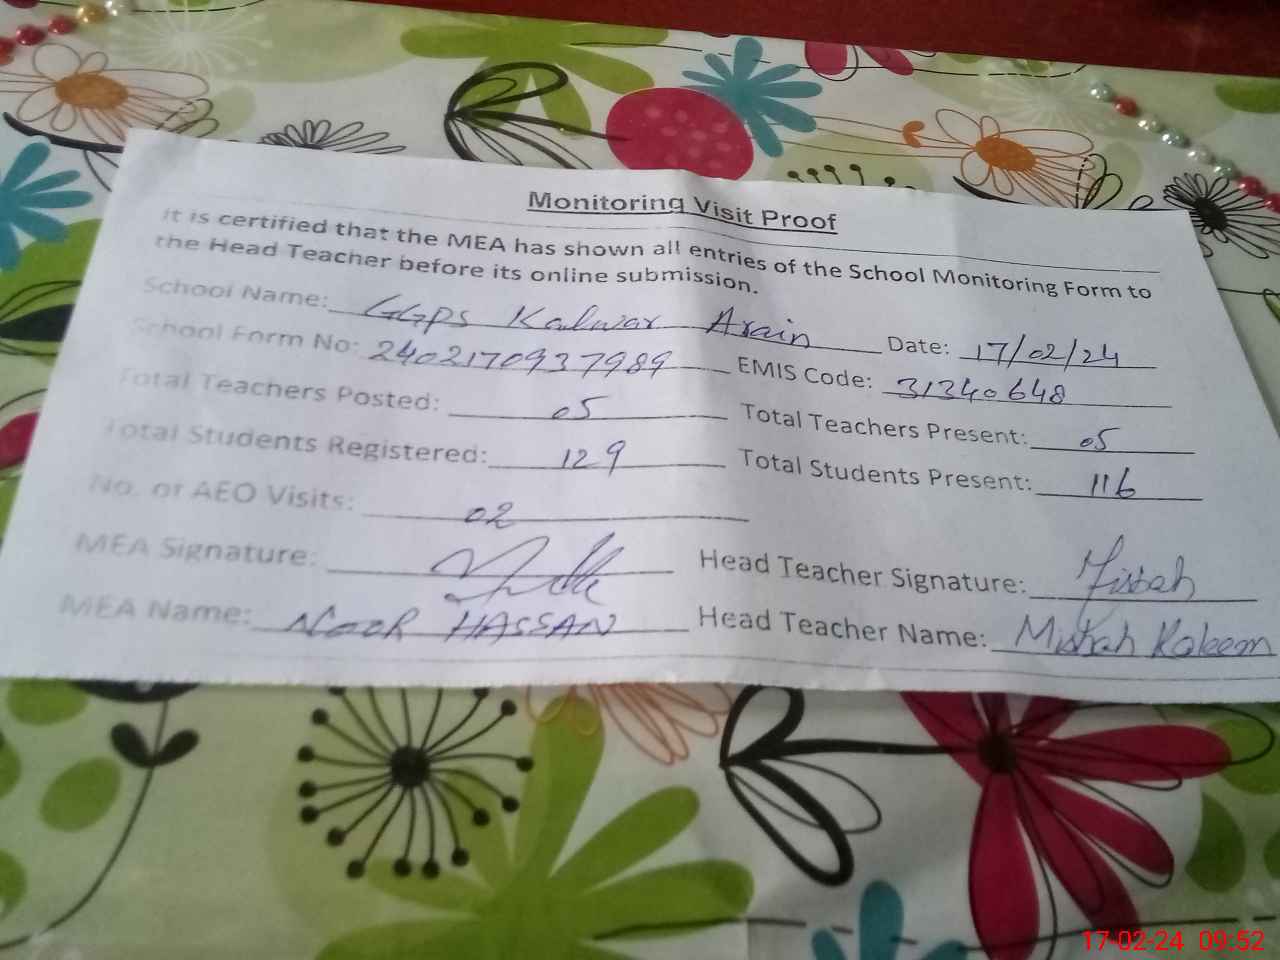 Monitoring Visit Proof
It is certified that the MEA has shown all entries of the School Monitoring Form to
the Head Teacher before its online submission.
School Name: GGPS Kalwar Arain Date: 17/02/24
School Form No: 2402170937989 EMIS Code: 31340648
Total Teachers Posted: 05 Total Teachers Present: 05
Total Students Registered: 129 Total Students Present: 116
No. of AEO Visits: 02
MEA Signature: Head Teacher Signature: Misbah
MEA Name: NOOR HASSAN Head Teacher Name: Misbah Kaleem
17-02-24 09:52